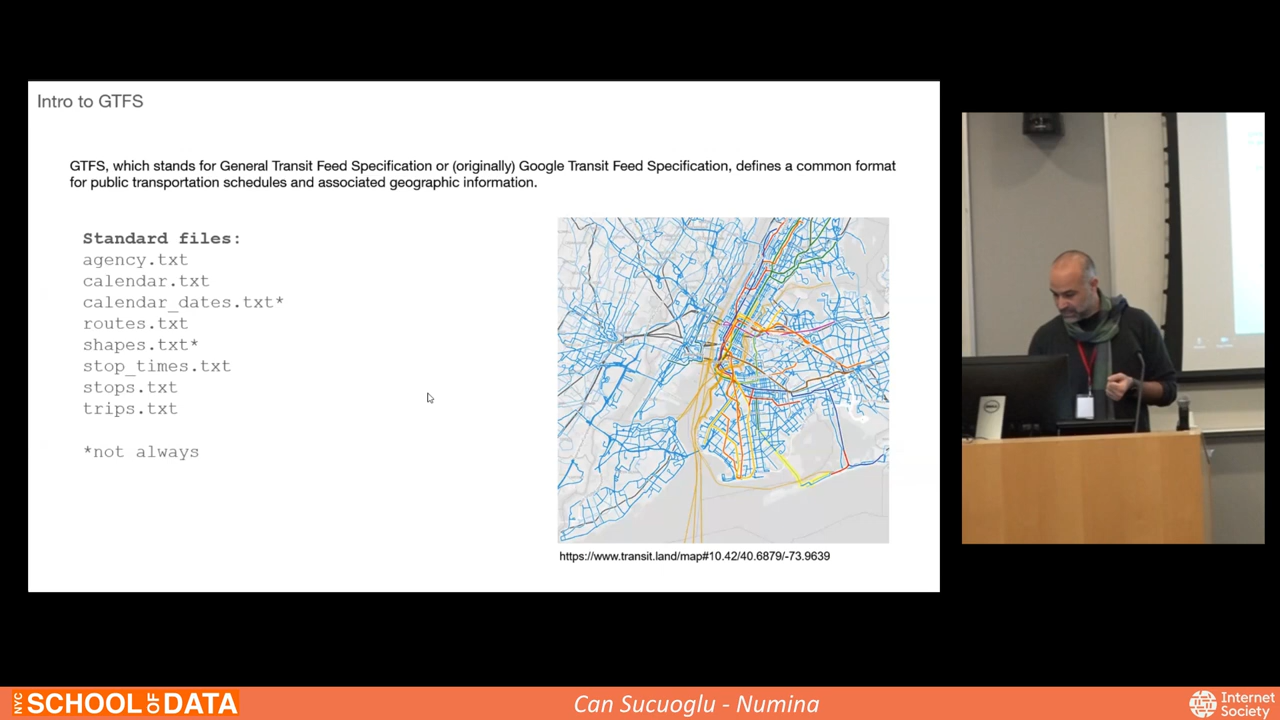 Intro to GTFS
GTFS, which stands for General Transit Feed Specification or (originally) Google Transit Feed Specification, defines a common format
for public transportation schedules and associated geographic information.
Standard files:
agency.txt
calendar.txt
calendar_dates.txt*
routes.txt
shapes.txt*
stop_times.txt
stops.txt
trips.txt
*not always
https://www.transit.land/map#10.42/40.6879/-73.9639
DELL
NYC SCHOOL OF DATA
Can Sucuoglu - Numina
Internet
Society